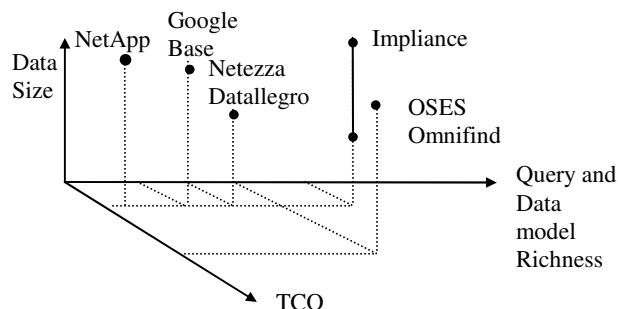 NetApp
Google
Base
Impliance
Data
Size
Netezza
Datallegro
OSES
Omnifind
Query and
Data
model
Richness
TCO